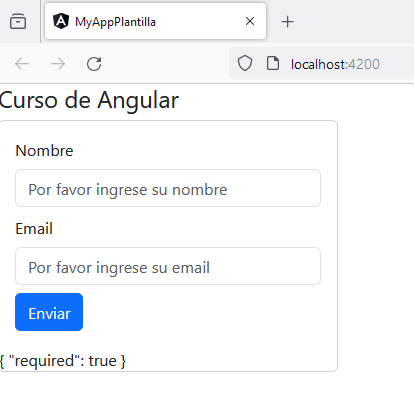 MyAppPlantilla
localhost:4200
Curso de Angular
Nombre
Por favor ingrese su nombre
Email
Por favor ingrese su email
Enviar
{ "required": true }